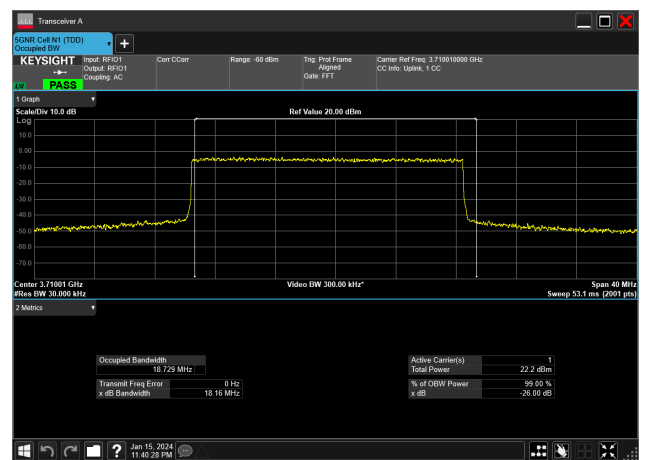 Transceiver A
5GNR Cell N1 (TDD)
Occupied BW
KEYSIGHT
LV
PASS
Input: RFIO1
Output: RFIO1
Coupling: AC
Corr CCorr
Range: -60 dBm
Trig: Prot Frame
Aligned
Gate: FFT
Carrier Ref Freq: 3.710010000 GHz
CC Info: Uplink, 1 CC
1 Graph
Scale/Div 10.0 dB
Ref Value 20.00 dBm
Log
10.0
0.00
-10.0
-20.0
-30.0
-40.0
-50.0
-60.0
-70.0
Center 3.71001 GHz
#Res BW 30.000 kHz
Video BW 300.00 kHz*
Span 40 MHz
Sweep 53.1 ms (2001 pts)
2 Metrics
Occupied Bandwidth
18.729 MHz
Active Carrier(s) 1
Total Power 22.2 dBm
Transmit Freq Error 0 Hz
x dB Bandwidth 18.16 MHz
% of OBW Power 99.00 %
x dB -26.00 dB
?
Jan 15, 2024
11:40:28 PM